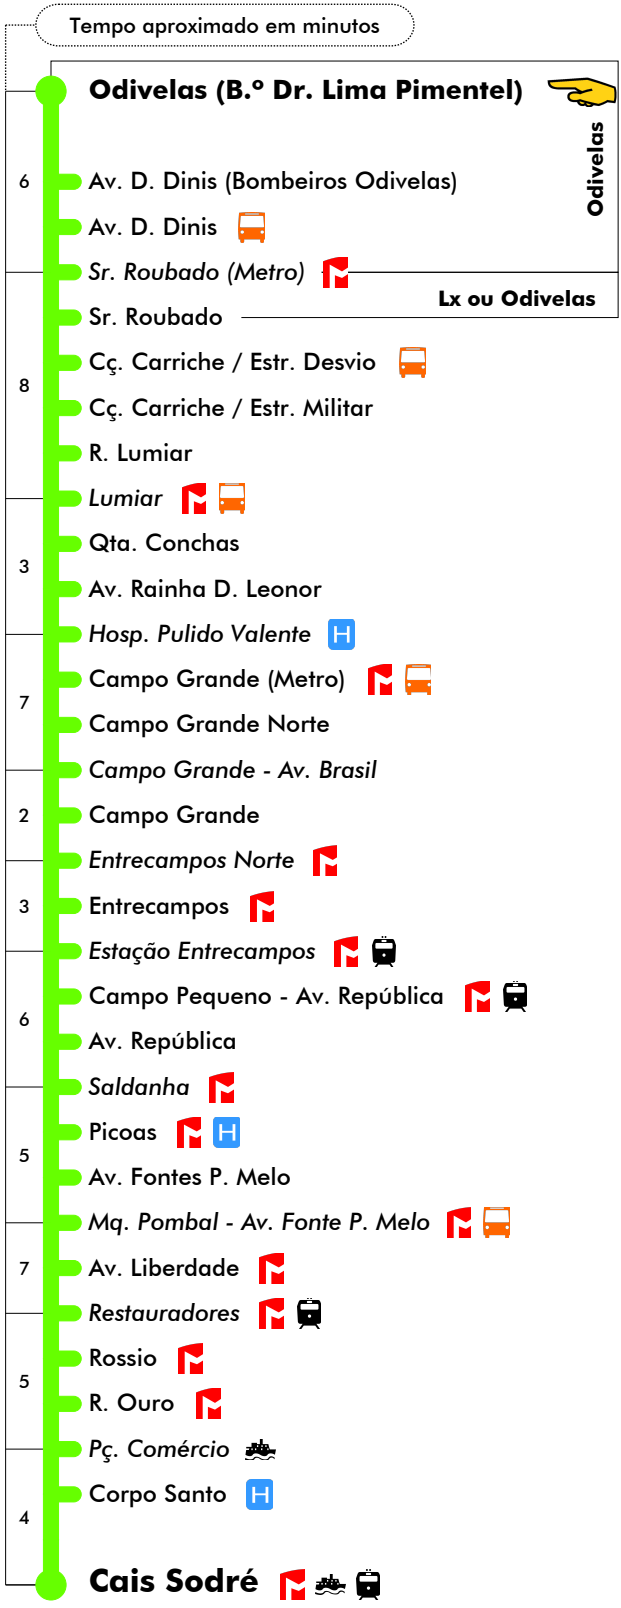 Tempo aproximado em minutos
Odivelas (B.º Dr. Lima Pimentel)
Odivelas
6
Av. D. Dinis (Bombeiros Odivelas)
Av. D. Dinis
Sr. Roubado (Metro)
Lx ou Odivelas
Sr. Roubado
Cç. Carriche / Estr. Desvio
8
Cç. Carriche / Estr. Militar
R. Lumiar
Lumiar
Qta. Conchas
3
Av. Rainha D. Leonor
Hosp. Pulido Valente H
Campo Grande (Metro)
7
Campo Grande Norte
Campo Grande - Av. Brasil
2
Campo Grande
Entrecampos Norte
3
Entrecampos
Estação Entrecampos
Campo Pequeno - Av. República
6
Av. República
Saldanha
Picoas H
5
Av. Fontes P. Melo
Mq. Pombal - Av. Fonte P. Melo
7
Av. Liberdade
Restauradores
Rossio
5
R. Ouro
Pç. Comércio
Corpo Santo H
4
Cais Sodré